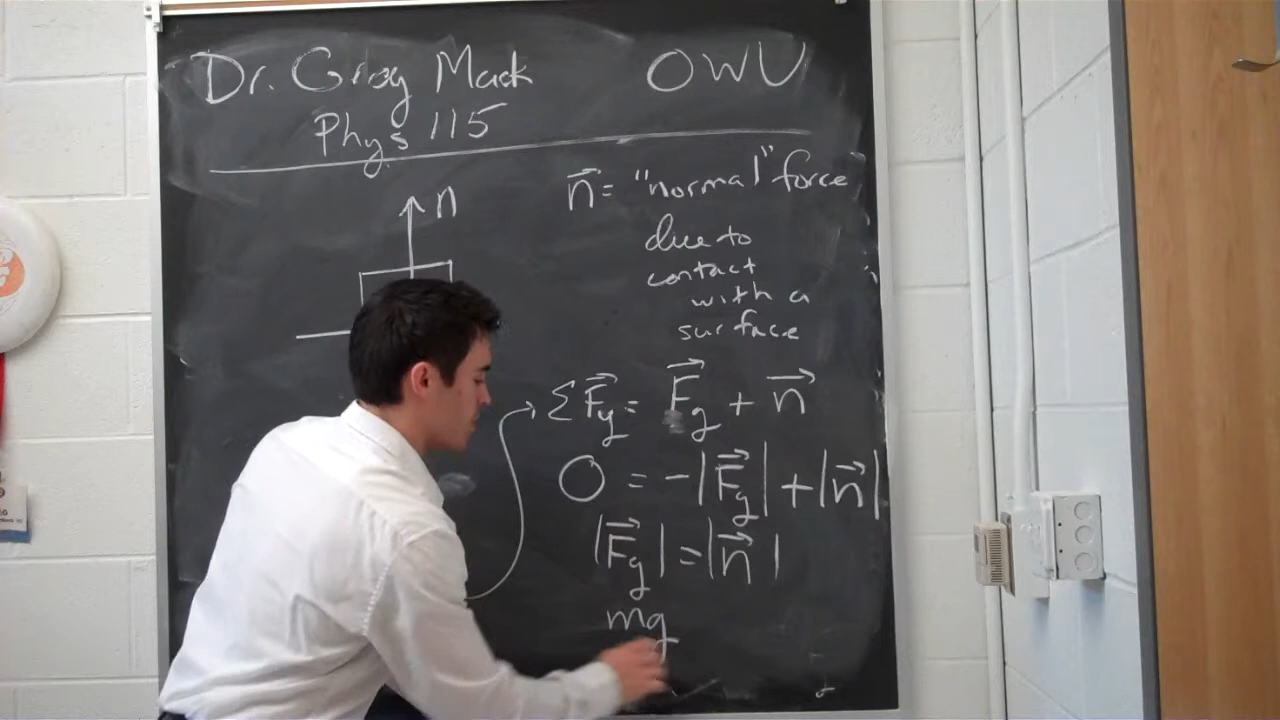 Dr. Greg Mack OWU
Phys 115
n
n⃗ = "normal" force
due to
contact
with a
surface
ΣF⃗y = F⃗g + n⃗
0 = -|F⃗g| + |n⃗|
|F⃗g| = |n⃗|
mg